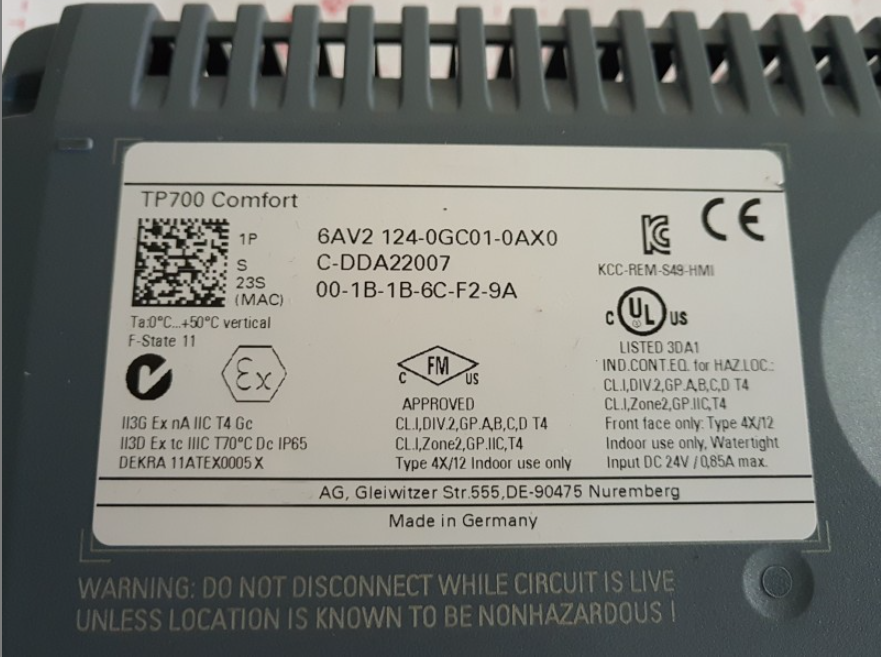 TP700 Comfort
1P 6AV2 124-0GC01-0AX0
S C-DDA22007
23S (MAC) 00-1B-1B-6C-F2-9A
KCC-REM-S49-HMI
CE
Ta:0°C...+50°C vertical
F-State 11
Ex
II3G Ex nA IIC T4 Gc
II3D Ex tc IIIC T70°C Dc IP65
DEKRA 11ATEX0005 X
C FM US
APPROVED
CL.I,DIV.2,GP.A,B,C,D T4
CL.I,Zone2,GP.IIC,T4
Type 4X/12 Indoor use only
C UL US
LISTED 3DA1
IND.CONT.EQ. for HAZ.LOC.:
CL.I,DIV.2,GP.A,B,C,D T4
CL.I,Zone2,GP.IIC,T4
Front face only: Type 4X/12
Indoor use only, Watertight
Input DC 24V / 0,85A max.
AG, Gleiwitzer Str.555,DE-90475 Nuremberg
Made in Germany
WARNING: DO NOT DISCONNECT WHILE CIRCUIT IS LIVE
UNLESS LOCATION IS KNOWN TO BE NONHAZARDOUS !